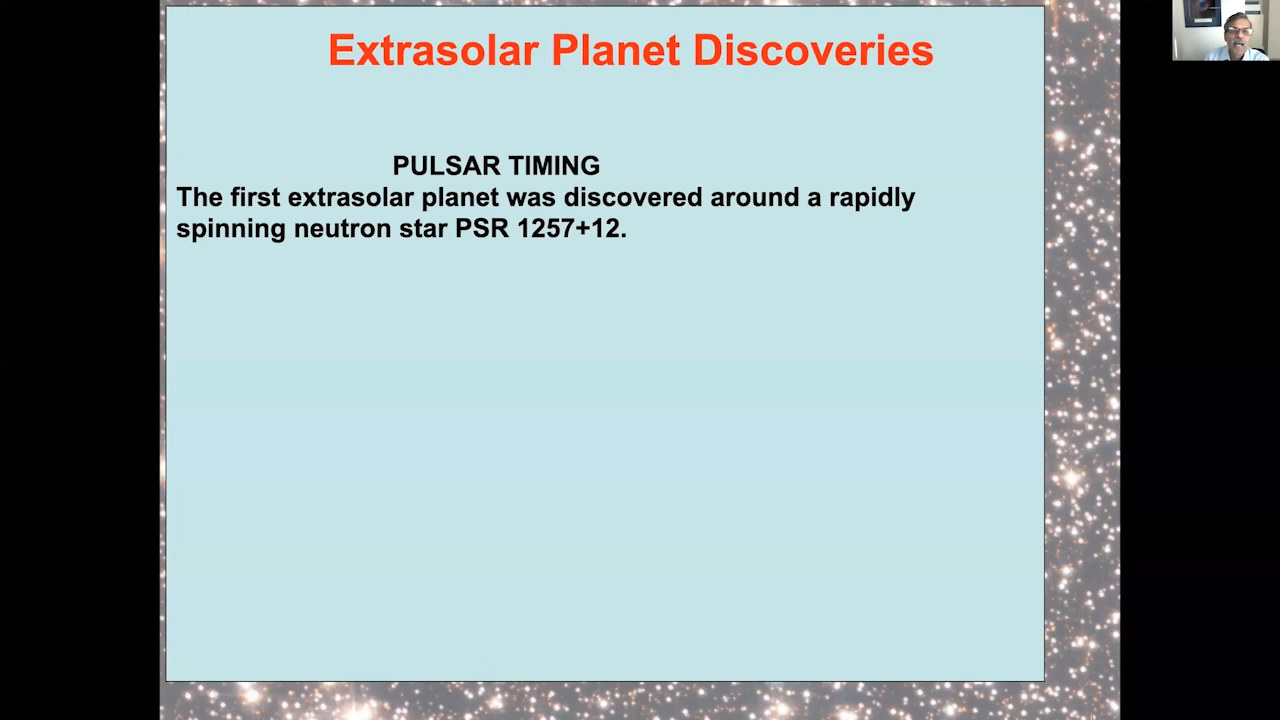 Extrasolar Planet Discoveries
PULSAR TIMING
The first extrasolar planet was discovered around a rapidly
spinning neutron star PSR 1257+12.